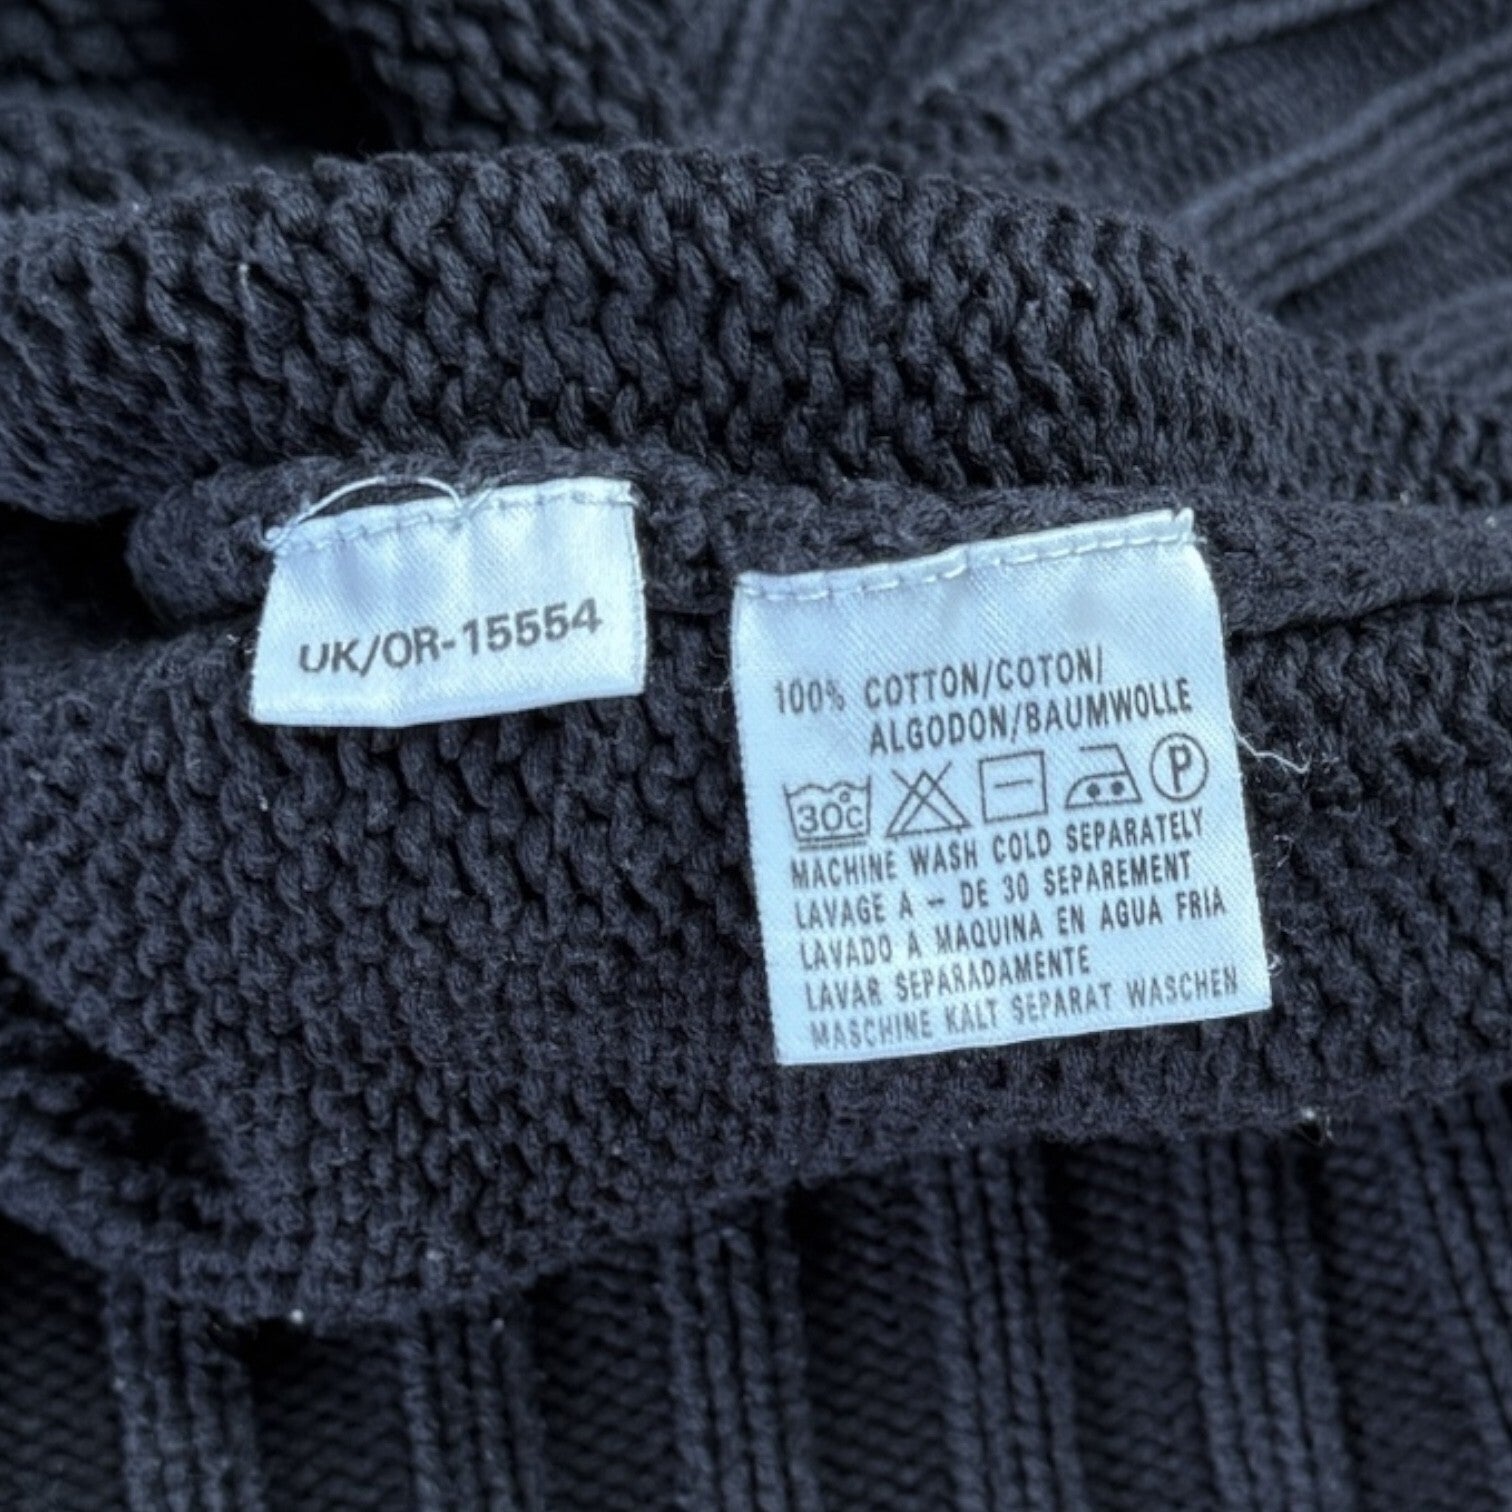 UK/OR-15554
100% COTTON/COTON/
ALGODON/BAUMWOLLE
30°C P
MACHINE WASH COLD SEPARATELY
LAVAGE A – DE 30 SEPAREMENT
LAVADO A MAQUINA EN AGUA FRIA
LAVAR SEPARADAMENTE
MASCHINE KALT SEPARAT WASCHEN